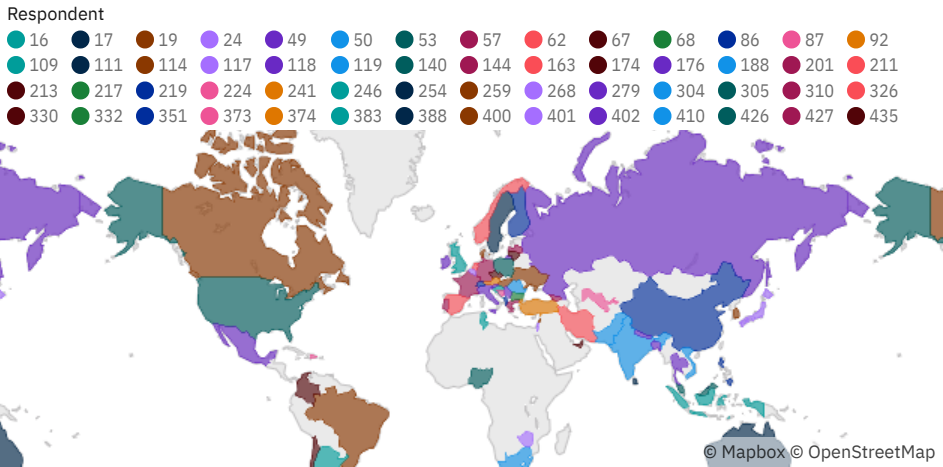 Respondent
16 17 19 24 49 50 53 57 62 67 68 86 87 92
109 111 114 117 118 119 140 144 163 174 176 188 201 211
213 217 219 224 241 246 254 259 268 279 304 305 310 326
330 332 351 373 374 383 388 400 401 402 410 426 427 435
© Mapbox © OpenStreetMap